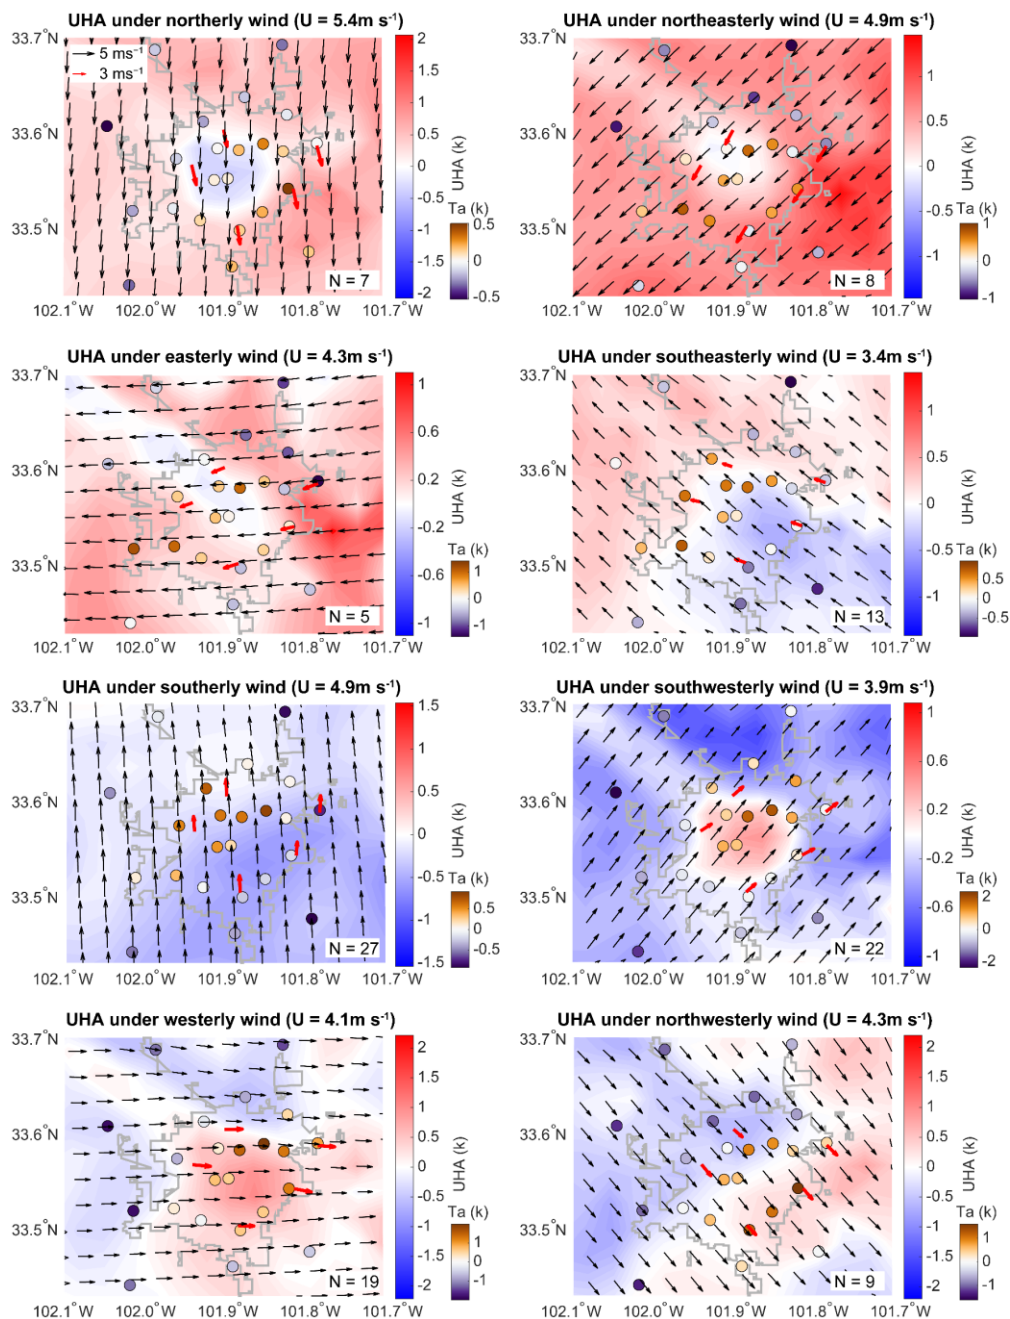 UHA under northerly wind (U = 5.4m s⁻¹)
33.7°N
33.6°N
33.5°N
5 ms⁻¹
3 ms⁻¹
N = 7
102.1°W 102.0° 101.9° 101.8° 101.7°W
2
1.5
1
0.5
0
-0.5
-1
-1.5
-2
UHA (k)
Ta (k)
0.5
0
-0.5
UHA under northeasterly wind (U = 4.9m s⁻¹)
33.7°N
33.6°N
33.5°N
N = 8
102.1°W 102.0° 101.9° 101.8° 101.7°W
1
0.5
0
-0.5
-1
UHA (k)
Ta (k)
1
0
-1
UHA under easterly wind (U = 4.3m s⁻¹)
33.7°N
33.6°N
33.5°N
N = 5
102.1°W 102.0° 101.9° 101.8° 101.7°W
1
0.6
0.2
-0.2
-0.6
-1
UHA (k)
Ta (k)
1
0
-1
UHA under southeasterly wind (U = 3.4m s⁻¹)
33.7°N
33.6°N
33.5°N
N = 13
102.1°W 102.0° 101.9° 101.8° 101.7°W
1
0.5
0
-0.5
-1
UHA (k)
Ta (k)
0.5
0
-0.5
UHA under southerly wind (U = 4.9m s⁻¹)
33.7°N
33.6°N
33.5°N
N = 27
102.1°W 102.0° 101.9° 101.8° 101.7°W
1.5
1
0.5
0
-0.5
-1
-1.5
UHA (k)
Ta (k)
0.5
0
-0.5
UHA under southwesterly wind (U = 3.9m s⁻¹)
33.7°N
33.6°N
33.5°N
N = 22
102.1°W 102.0° 101.9° 101.8° 101.7°W
1
0.6
0.2
-0.2
-0.6
-1
UHA (k)
Ta (k)
2
0
-2
UHA under westerly wind (U = 4.1m s⁻¹)
33.7°N
33.6°N
33.5°N
N = 19
102.1°W 102.0° 101.9° 101.8° 101.7°W
2
1.5
1
0.5
0
-0.5
-1
-1.5
-2
UHA (k)
Ta (k)
1
0
-1
UHA under northwesterly wind (U = 4.3m s⁻¹)
33.7°N
33.6°N
33.5°N
N = 9
102.1°W 102.0° 101.9° 101.8° 101.7°W
2
1.5
1
0.5
0
-0.5
-1
-1.5
-2
UHA (k)
Ta (k)
1
0
-1